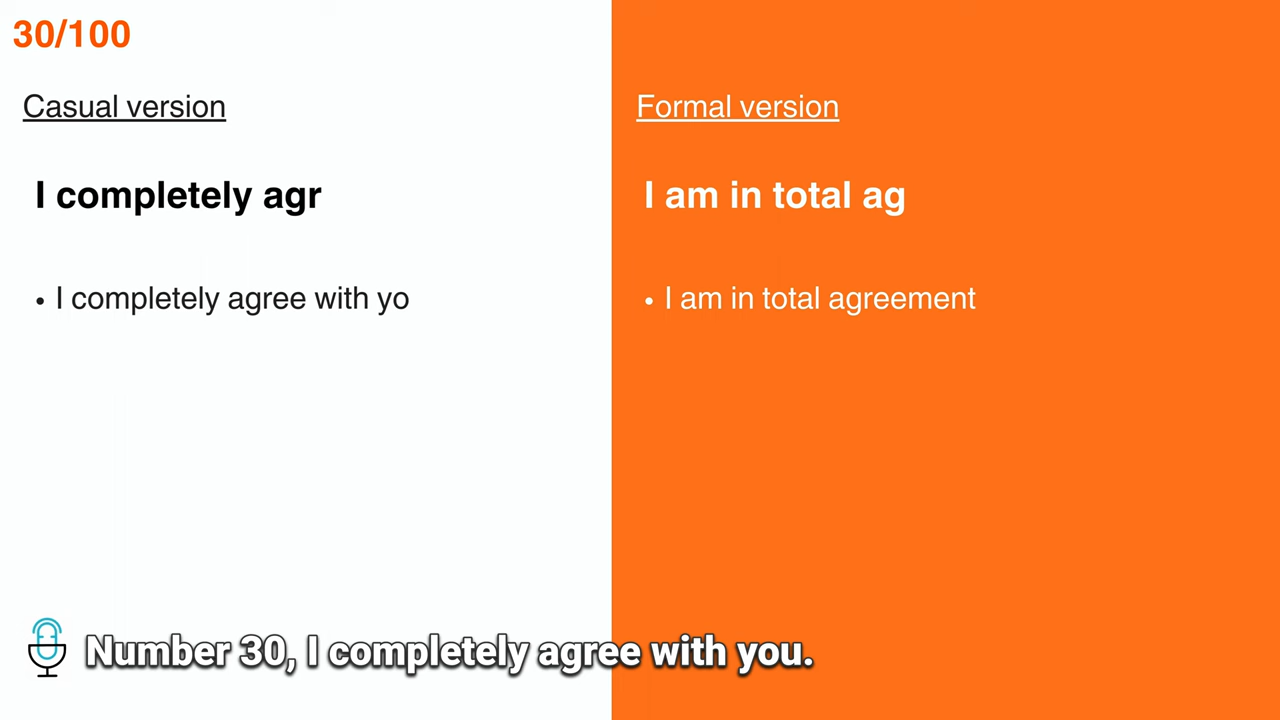 30/100
Casual version
I completely agr
• I completely agree with yo
Formal version
I am in total ag
• I am in total agreement
Number 30, I completely agree with you.